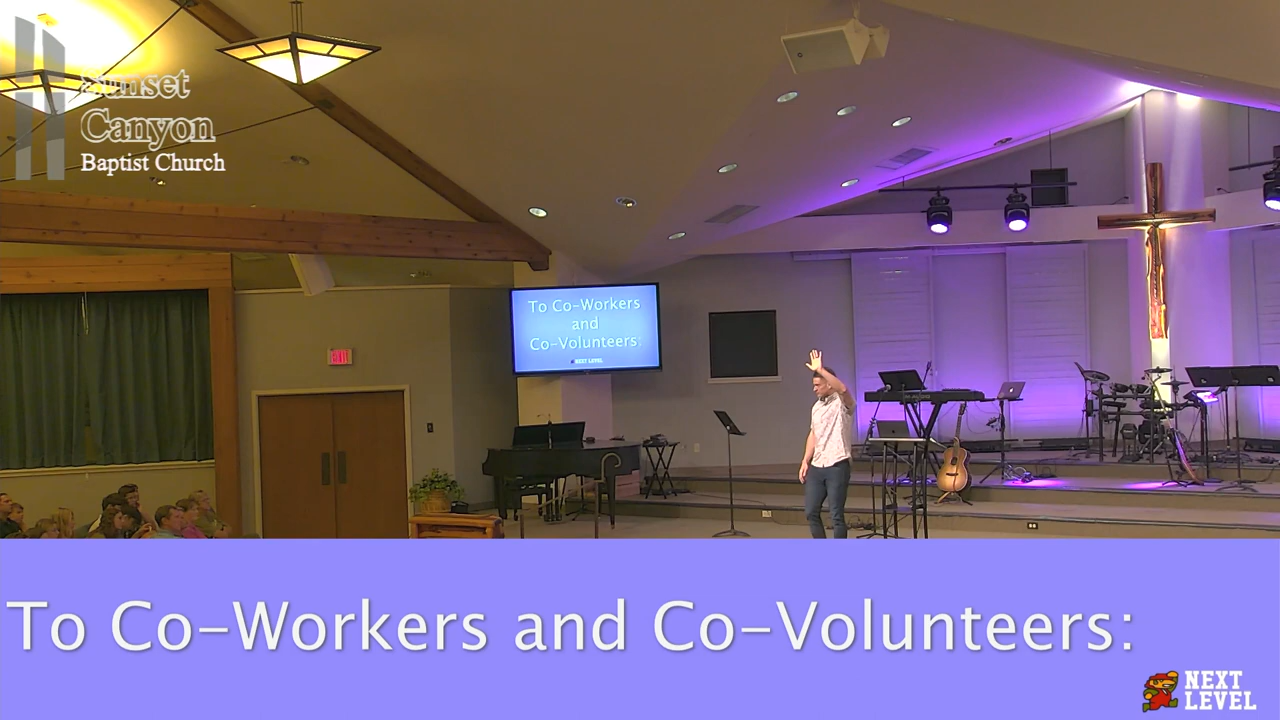 Sunset
Canyon
Baptist Church
EXIT
To Co-Workers
and
Co-Volunteers:
NEXT LEVEL
To Co-Workers and Co-Volunteers:
NEXT
LEVEL